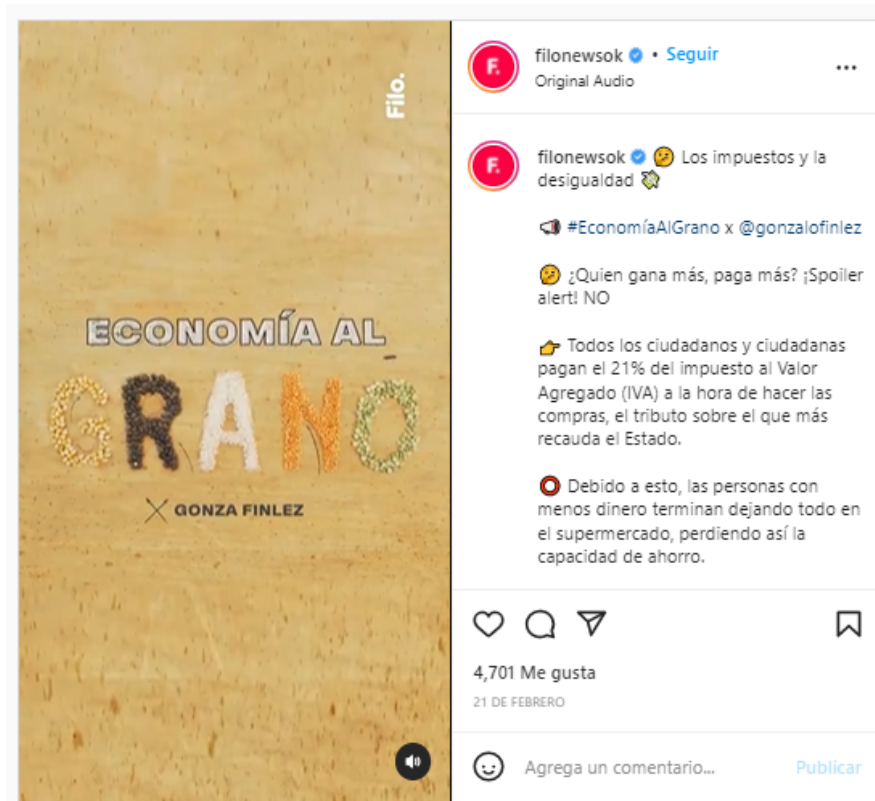 Filo.
ECONOMÍA AL
GRANO
GONZA FINLEZ
F.
filonewsok • Seguir
Original Audio
F.
filonewsok 🤔 Los impuestos y la
desigualdad 💸
📢 #EconomíaAlGrano x @gonzalofinlez
🤔 ¿Quien gana más, paga más? ¡Spoiler
alert! NO
👉 Todos los ciudadanos y ciudadanas
pagan el 21% del impuesto al Valor
Agregado (IVA) a la hora de hacer las
compras, el tributo sobre el que más
recauda el Estado.
⭕ Debido a esto, las personas con
menos dinero terminan dejando todo en
el supermercado, perdiendo así la
capacidad de ahorro.
4,701 Me gusta
21 DE FEBRERO
Agrega un comentario...
Publicar